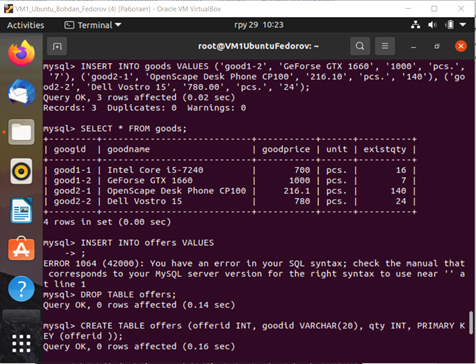 VM1_Ubuntu_Bohdan_Fedorov (4) [Работает] - Oracle VM VirtualBox
Activities Terminal гру 29 10:23
root@VM1UbuntuFedorov: ~
mysql> INSERT INTO goods VALUES ('good1-2', 'GeForse GTX 1660', '1000', 'pcs.',
'7'), ('good2-1', 'OpenScape Desk Phone CP100', '216.10', 'pcs.', '140'), ('g
ood2-2', 'Dell Vostro 15', '780.00', 'pcs.', '24');
Query OK, 3 rows affected (0.02 sec)
Records: 3  Duplicates: 0  Warnings: 0
mysql> SELECT * FROM goods;
+---------+----------------------------+-----------+------+----------+
| googid  | goodname                   | goodprice | unit | existqty |
+---------+----------------------------+-----------+------+----------+
| good1-1 | Intel Core i5-7240         |       700 | pcs. |       16 |
| good1-2 | GeForse GTX 1660           |      1000 | pcs. |        7 |
| good2-1 | OpenScape Desk Phone CP100 |     216.1 | pcs. |      140 |
| good2-2 | Dell Vostro 15             |       780 | pcs. |       24 |
+---------+----------------------------+-----------+------+----------+
4 rows in set (0.00 sec)
mysql> INSERT INTO offers VALUES
    -> ;
ERROR 1064 (42000): You have an error in your SQL syntax; check the manual that
corresponds to your MySQL server version for the right syntax to use near '' a
t line 1
mysql> DROP TABLE offers;
Query OK, 0 rows affected (0.14 sec)
mysql> CREATE TABLE offers (offerid INT, goodid VARCHAR(20), qty INT, PRIMARY K
EY (offerid ));
Query OK, 0 rows affected (0.16 sec)